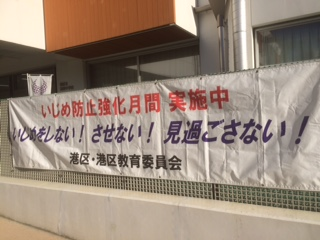 いじめ防止強化月間 実施中
いじめをしない! させない! 見過ごさない!
港区・港区教育委員会